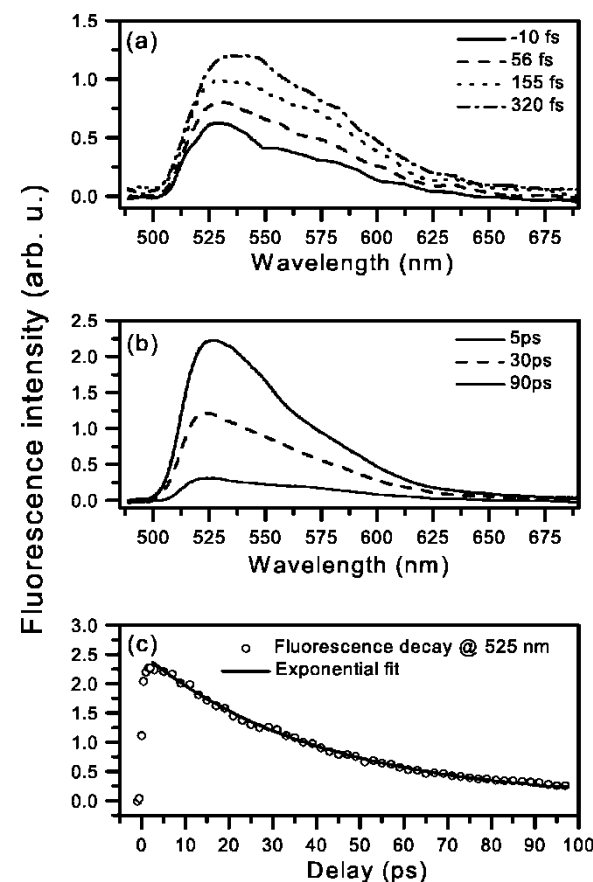 Fluorescence intensity (arb. u.)
(a)
-10 fs
56 fs
155 fs
320 fs
1.5
1.0
0.5
0.0
500 525 550 575 600 625 650 675
Wavelength (nm)
(b)
5ps
30ps
90ps
2.5
2.0
1.5
1.0
0.5
0.0
500 525 550 575 600 625 650 675
Wavelength (nm)
(c)
Fluorescence decay @ 525 nm
Exponential fit
3.0
2.5
2.0
1.5
1.0
0.5
0.0
0 10 20 30 40 50 60 70 80 90 100
Delay (ps)